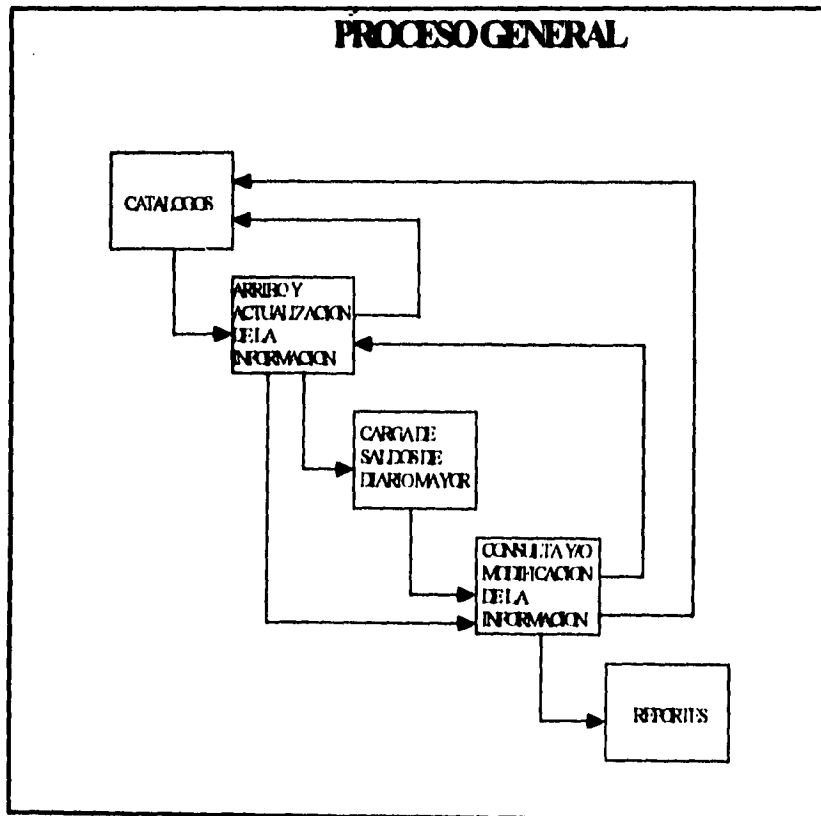 PROCESO GENERAL
CATALOGOS
ARRIBO Y
ACTUALIZACION
DE LA
INFORMACION
CARGA DE
SALDOS DE
DIARIO MAYOR
CONSULTA Y/O
MODIFICACION
DE LA
INFORMACION
REPORTES